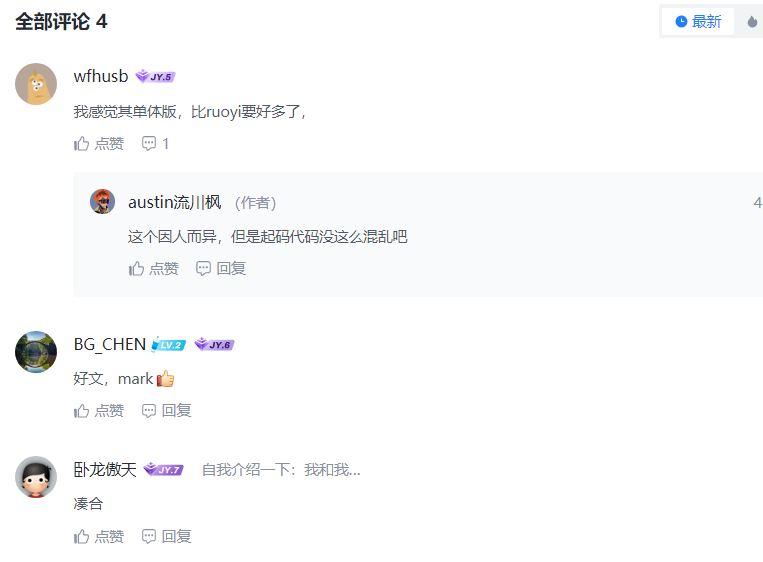 全部评论 4
最新
wfhusb JY.5
我感觉其单体版，比ruoyi要好多了，
点赞 1
austin流川枫 （作者） 4
这个因人而异，但是起码代码没这么混乱吧
点赞 回复
BG_CHEN LV.2 JY.6
好文，mark
点赞 回复
卧龙傲天 JY.7 自我介绍一下：我和我...
凑合
点赞 回复